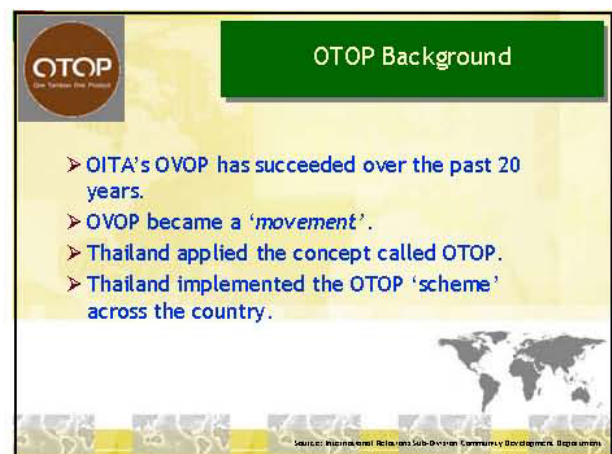 OTOP
One Tambon One Product
OTOP Background
➢ OITA's OVOP has succeeded over the past 20
years.
➢ OVOP became a 'movement'.
➢ Thailand applied the concept called OTOP.
➢ Thailand implemented the OTOP 'scheme'
across the country.
Source: International Relations Sub-Division Community Development Department